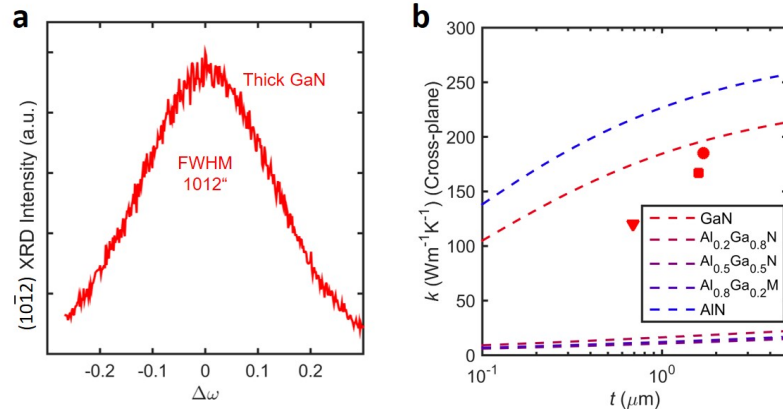 a
(101̄2) XRD Intensity (a.u.)
Thick GaN
FWHM
1012“
-0.2 -0.1 0 0.1 0.2
Δω
b
k (Wm⁻¹K⁻¹) (Cross-plane)
300
250
200
150
100
50
0
GaN
Al₀.₂Ga₀.₈N
Al₀.₅Ga₀.₅N
Al₀.₈Ga₀.₂M
AlN
10⁻¹ 10⁰
t (μm)